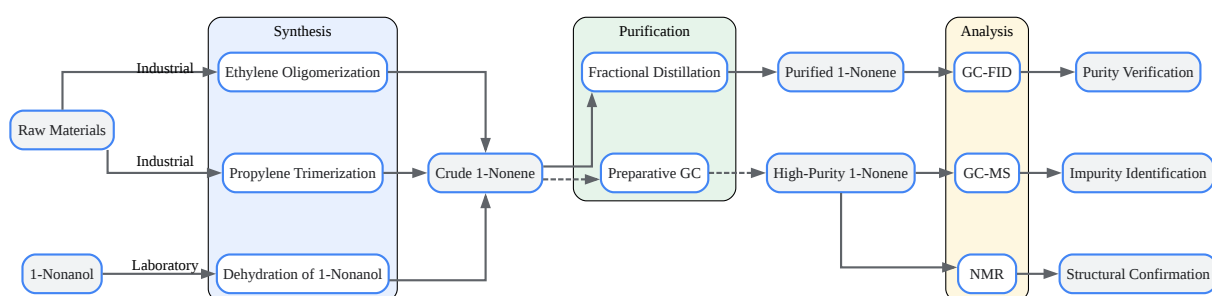 Synthesis
Purification
Analysis
Industrial
Ethylene Oligomerization
Fractional Distillation
Purified 1-Nonene
GC-FID
Purity Verification
Raw Materials
Industrial
Propylene Trimerization
Crude 1-Nonene
Preparative GC
High-Purity 1-Nonene
GC-MS
Impurity Identification
1-Nonanol
Laboratory
Dehydration of 1-Nonanol
NMR
Structural Confirmation